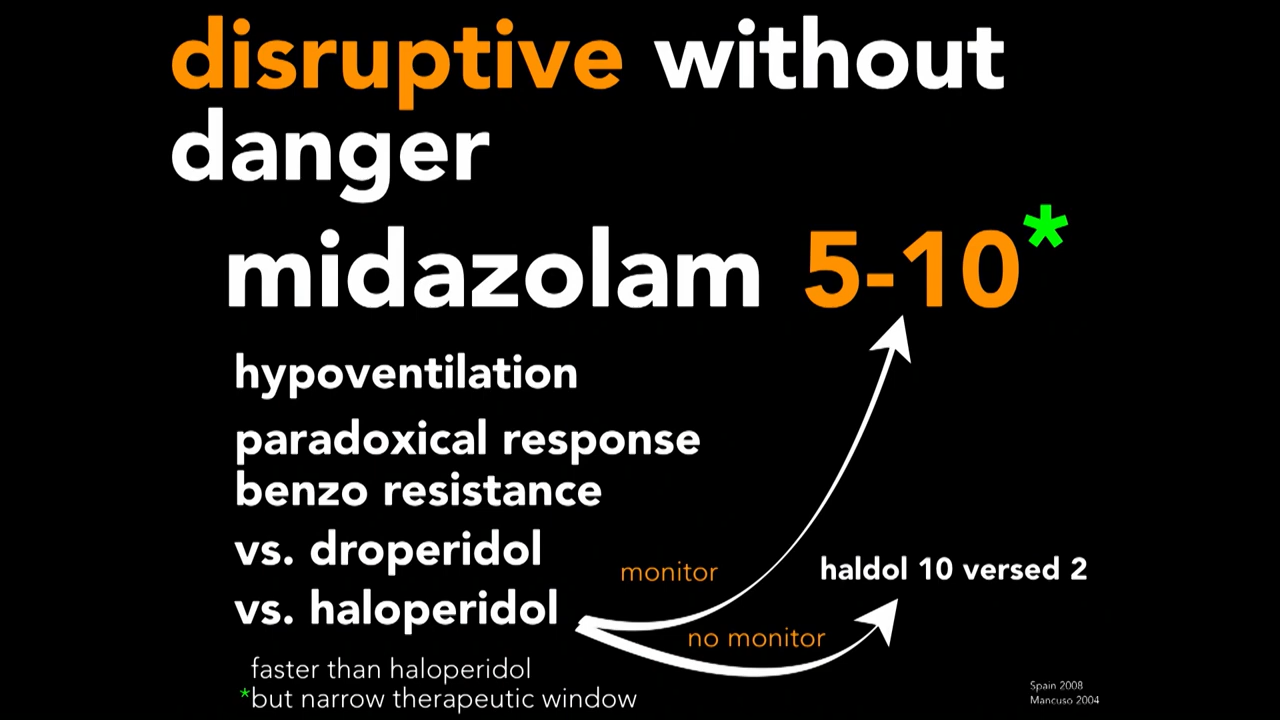 disruptive without
danger
midazolam 5-10*
hypoventilation
paradoxical response
benzo resistance
vs. droperidol
vs. haloperidol
monitor
haldol 10 versed 2
no monitor
faster than haloperidol
*but narrow therapeutic window
Spain 2008
Mancuso 2004